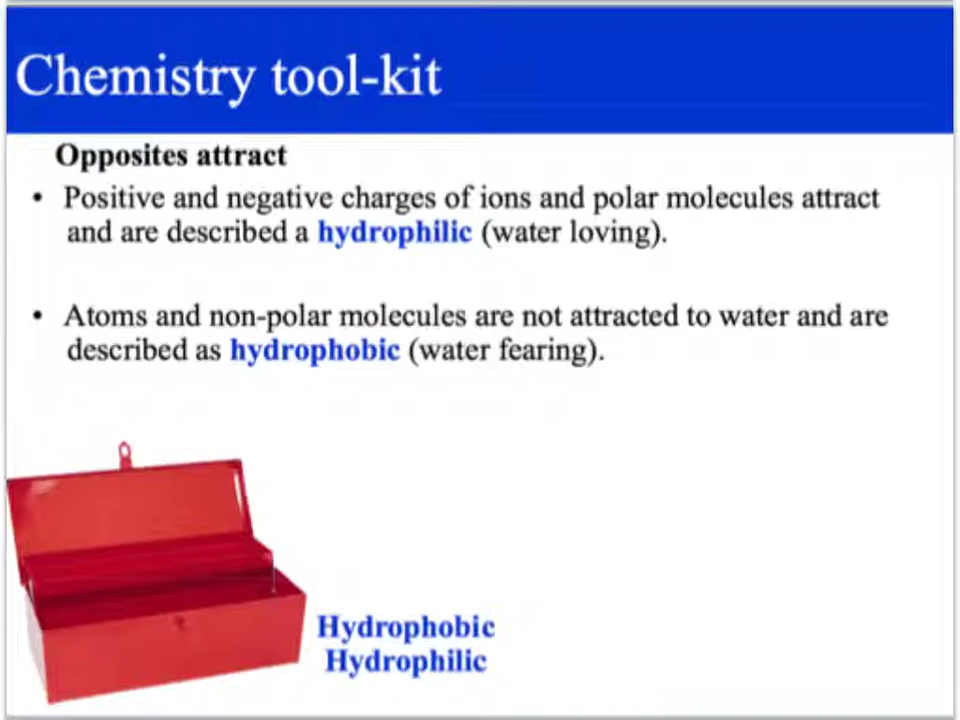 Chemistry tool-kit
Opposites attract
• Positive and negative charges of ions and polar molecules attract
and are described a hydrophilic (water loving).
• Atoms and non-polar molecules are not attracted to water and are
described as hydrophobic (water fearing).
Hydrophobic
Hydrophilic